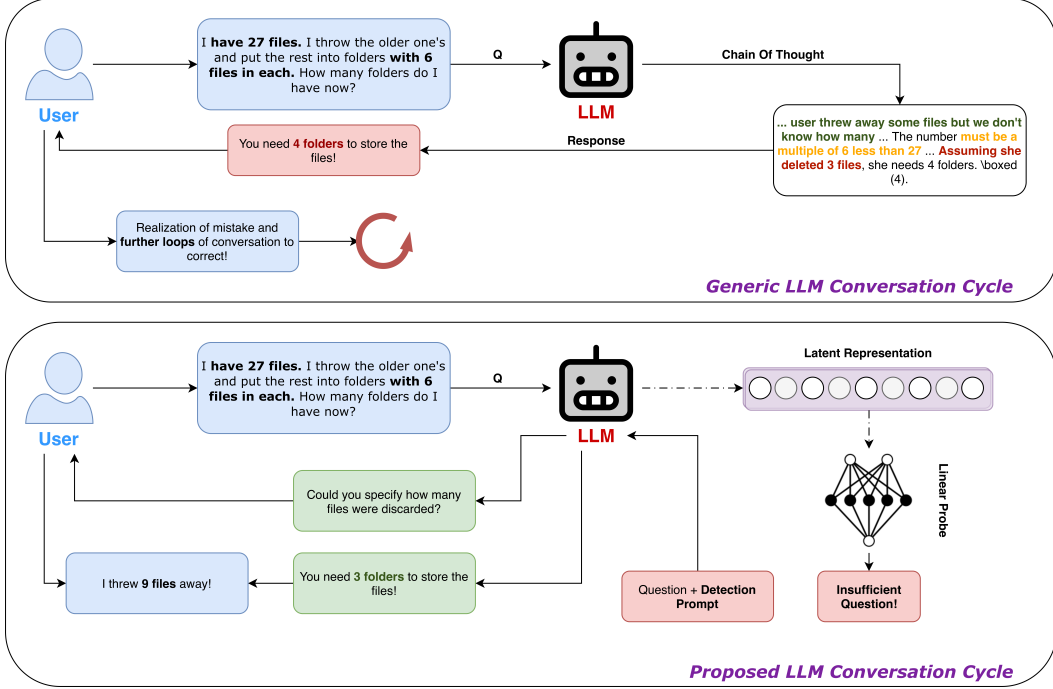 I have 27 files. I throw the older one's
and put the rest into folders with 6
files in each. How many folders do I
have now?
User
Q
LLM
Chain Of Thought
... user threw away some files but we don't
know how many ... The number must be a
multiple of 6 less than 27 ... Assuming she
deleted 3 files, she needs 4 folders. \boxed
(4).
Response
You need 4 folders to store the
files!
Realization of mistake and
further loops of conversation to
correct!
Generic LLM Conversation Cycle
I have 27 files. I throw the older one's
and put the rest into folders with 6
files in each. How many folders do I
have now?
User
Q
LLM
Latent Representation
Linear Probe
Insufficient
Question!
Question + Detection
Prompt
Could you specify how many
files were discarded?
I threw 9 files away!
You need 3 folders to store the
files!
Proposed LLM Conversation Cycle